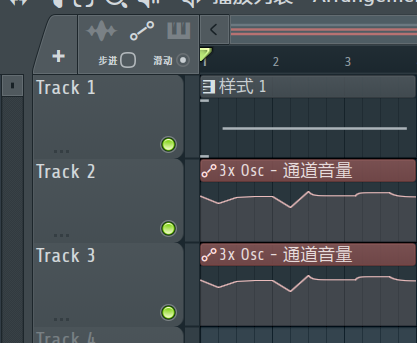 播放列表 - Arrangement
步进 滑动
1 2 3
Track 1
样式 1
Track 2
3x Osc - 通道音量
Track 3
3x Osc - 通道音量
Track 4